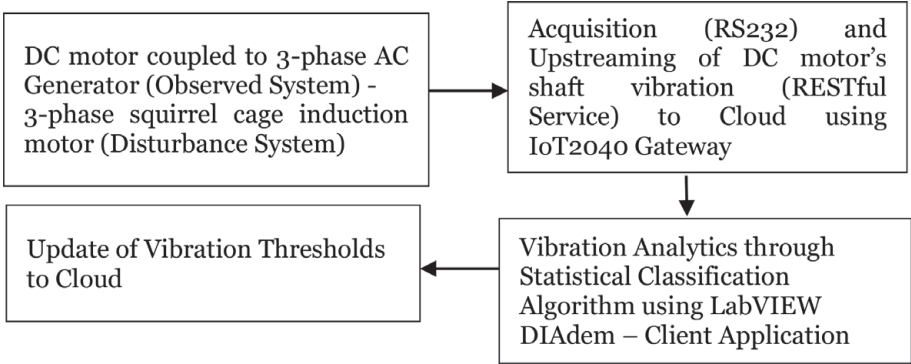 DC motor coupled to 3-phase AC
Generator (Observed System) -
3-phase squirrel cage induction
motor (Disturbance System)
Acquisition (RS232) and
Upstreaming of DC motor's
shaft vibration (RESTful
Service) to Cloud using
IoT2040 Gateway
Vibration Analytics through
Statistical Classification
Algorithm using LabVIEW
DIAdem – Client Application
Update of Vibration Thresholds
to Cloud